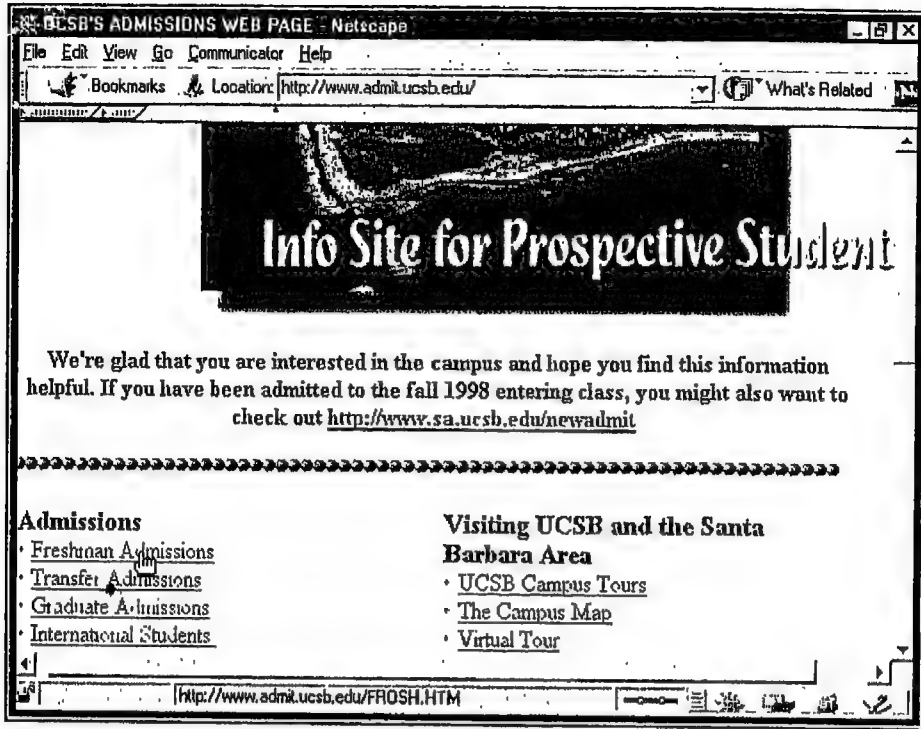 UCSB'S ADMISSIONS WEB PAGE - Netscape
File Edit View Go Communicator Help
Bookmarks Location: http://www.admit.ucsb.edu/ What's Related
Info Site for Prospective Student
We're glad that you are interested in the campus and hope you find this information
helpful. If you have been admitted to the fall 1998 entering class, you might also want to
check out http://www.sa.ucsb.edu/newadmit
Admissions
· Freshman Admissions
· Transfer Admissions
· Graduate Admissions
· International Students
Visiting UCSB and the Santa
Barbara Area
· UCSB Campus Tours
· The Campus Map
· Virtual Tour
http://www.admit.ucsb.edu/FROSH.HTM